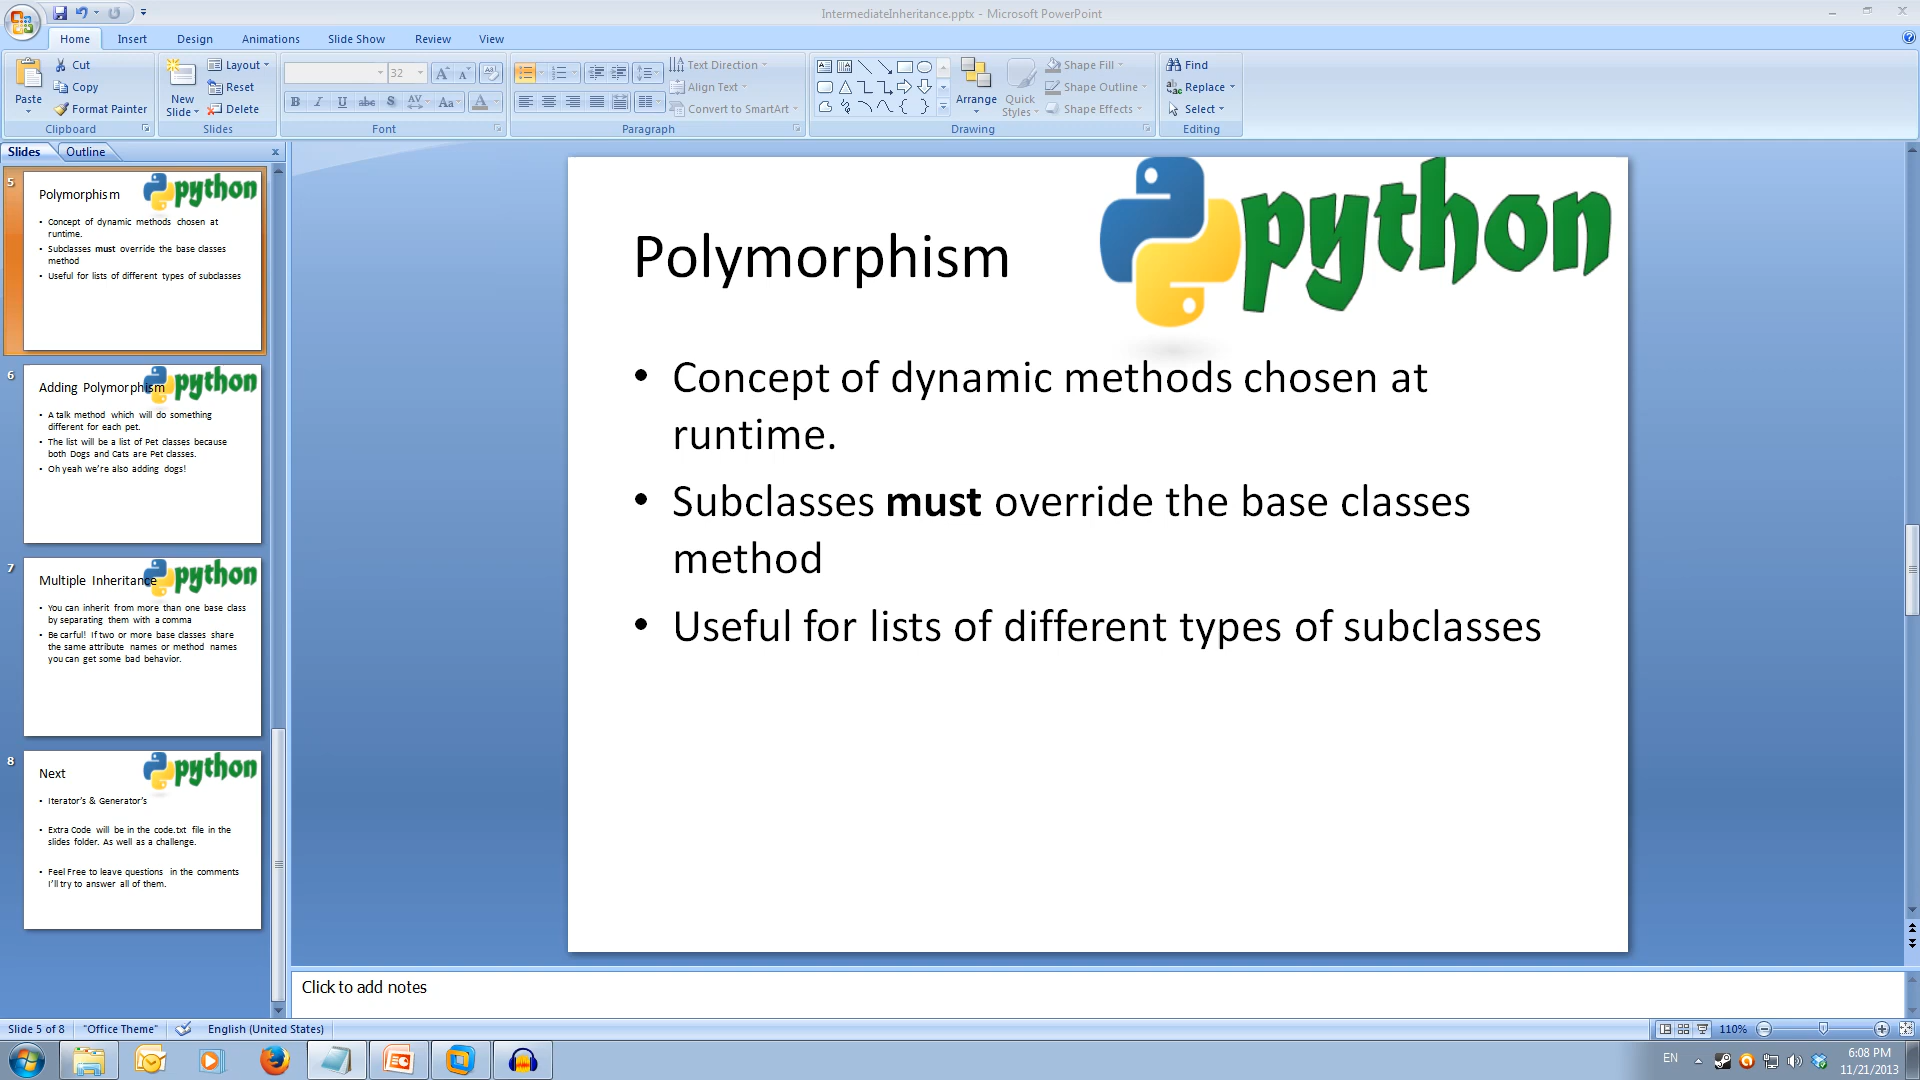 IntermediateInheritance.pptx - Microsoft PowerPoint
Home Insert Design Animations Slide Show Review View
Paste
Cut
Copy
Format Painter
Clipboard
New
Slide
Layout
Reset
Delete
Slides
32
Font
Text Direction
Align Text
Convert to SmartArt
Paragraph
Arrange
Quick
Styles
Shape Fill
Shape Outline
Shape Effects
Drawing
Find
Replace
Select
Editing
Slides Outline
5
Polymorphism
python
• Concept of dynamic methods chosen at
runtime.
• Subclasses must override the base classes
method
• Useful for lists of different types of subclasses
6
Adding Polymorphism
python
• A talk method which will do something
different for each pet.
• The list will be a list of Pet classes because
both Dogs and Cats are Pet classes.
• Oh yeah we're also adding dogs!
7
Multiple Inheritance
python
• You can inherit from more than one base class
by separating them with a comma
• Be carful! If two or more base classes share
the same attribute names or method names
you can get some bad behavior.
8
Next
python
• Iterator's & Generator's
• Extra Code will be in the code.txt file in the
slides folder. As well as a challenge.
• Feel Free to leave questions in the comments
I'll try to answer all of them.
Polymorphism
python
• Concept of dynamic methods chosen at
runtime.
• Subclasses must override the base classes
method
• Useful for lists of different types of subclasses
Click to add notes
Slide 5 of 8 "Office Theme" English (United States) 110%
EN
6:08 PM
11/21/2013